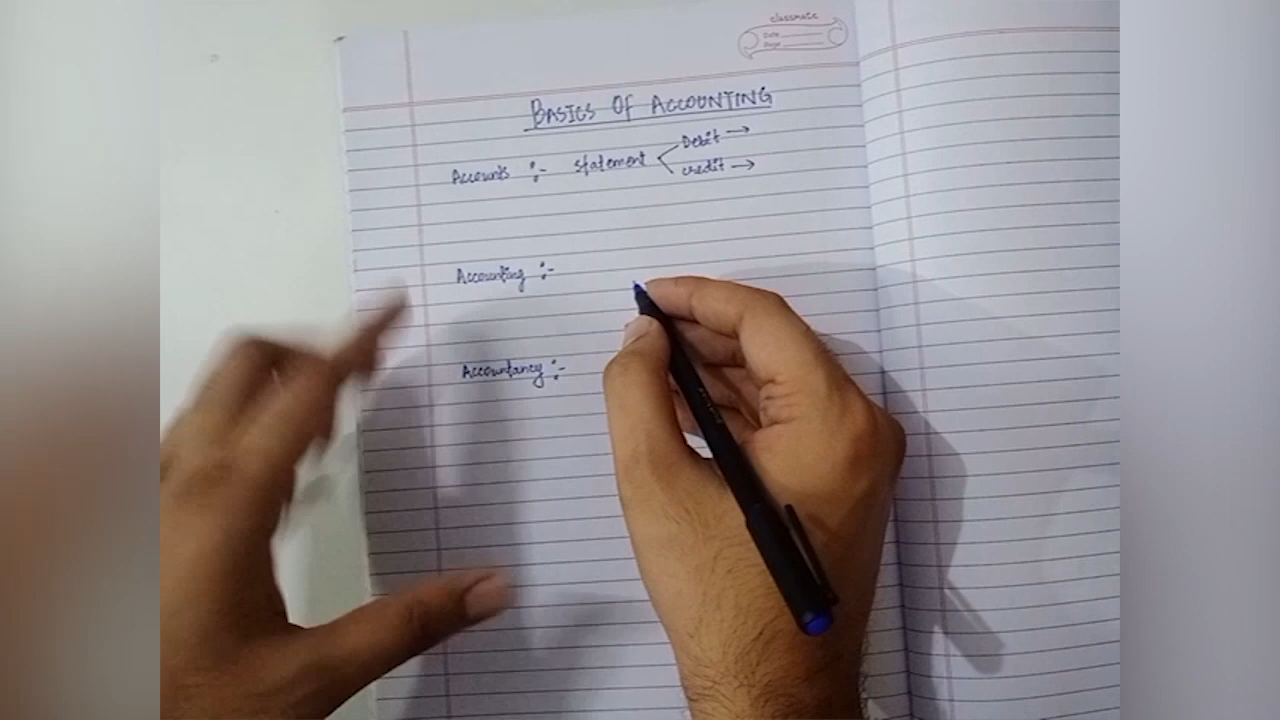 classmate
Date
Page
BASICS OF ACCOUNTING
Accounts :- Statement Debit →
credit →
Accounting :-
Accountancy :-